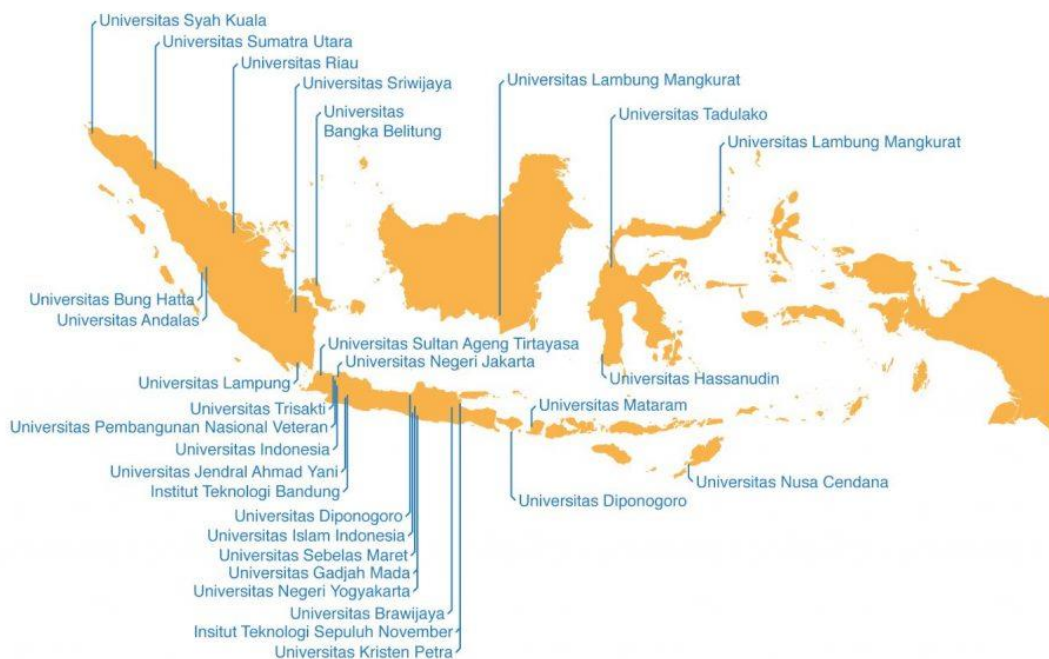 Universitas Syah Kuala
Universitas Sumatra Utara
Universitas Riau
Universitas Sriwijaya
Universitas
Bangka Belitung
Universitas Lambung Mangkurat
Universitas Tadulako
Universitas Lambung Mangkurat
Universitas Bung Hatta
Universitas Andalas
Universitas Sultan Ageng Tirtayasa
Universitas Negeri Jakarta
Universitas Lampung
Universitas Hassanudin
Universitas Trisakti
Universitas Mataram
Universitas Pembangunan Nasional Veteran
Universitas Indonesia
Universitas Jendral Ahmad Yani
Universitas Nusa Cendana
Institut Teknologi Bandung
Universitas Diponogoro
Universitas Diponogoro
Universitas Islam Indonesia
Universitas Sebelas Maret
Universitas Gadjah Mada
Universitas Negeri Yogyakarta
Universitas Brawijaya
Insitut Teknologi Sepuluh November
Universitas Kristen Petra